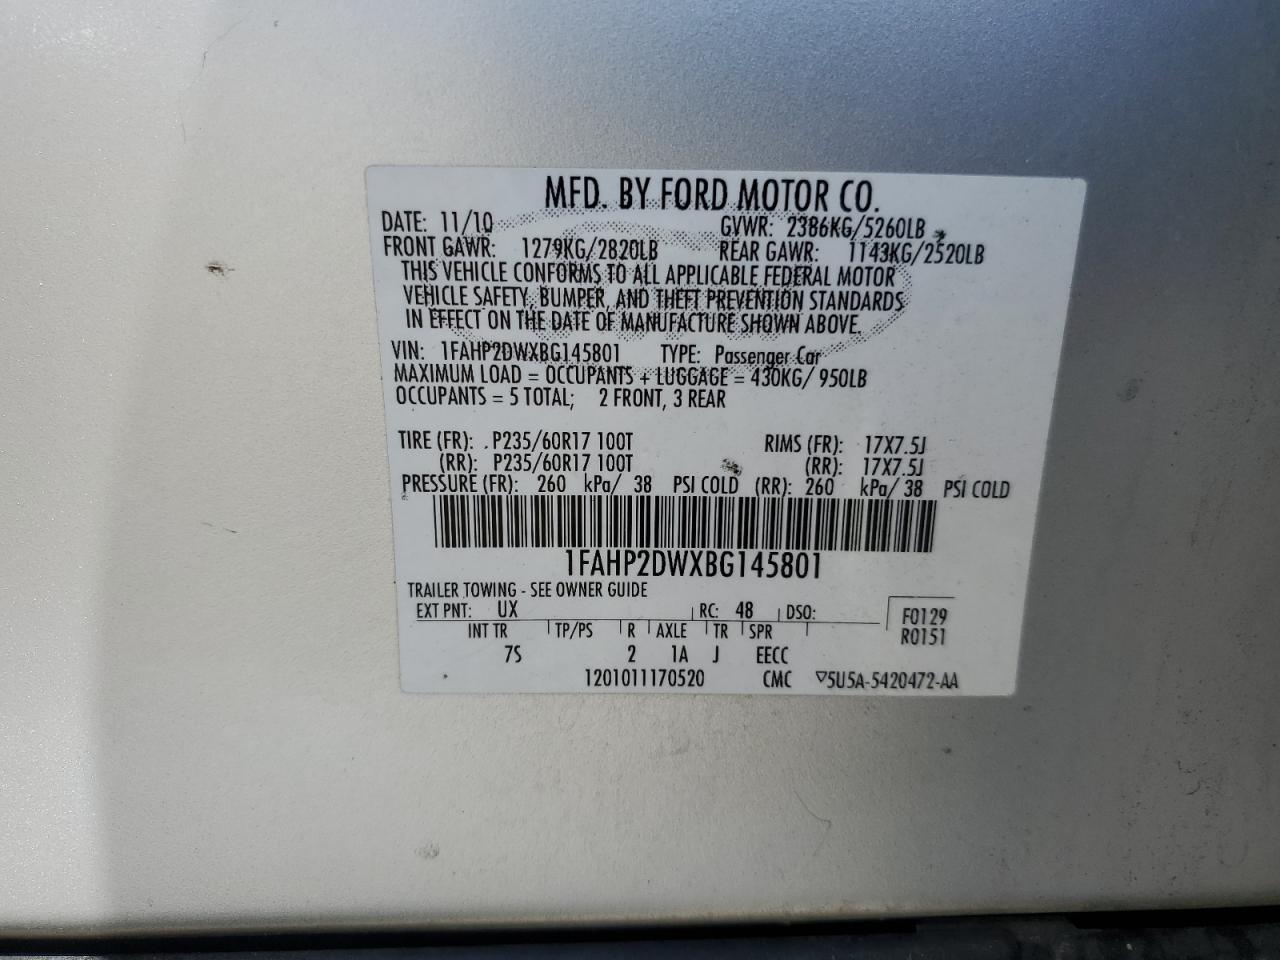 MFD. BY FORD MOTOR CO.
DATE: 11/10 GVWR: 2386KG/5260LB
FRONT GAWR: 1279KG/2820LB REAR GAWR: 1143KG/2520LB
THIS VEHICLE CONFORMS TO ALL APPLICABLE FEDERAL MOTOR
VEHICLE SAFETY, BUMPER, AND THEFT PREVENTION STANDARDS
IN EFFECT ON THE DATE OF MANUFACTURE SHOWN ABOVE.
VIN: 1FAHP2DWXBG145801 TYPE: Passenger Car
MAXIMUM LOAD = OCCUPANTS + LUGGAGE = 430KG/ 950LB
OCCUPANTS = 5 TOTAL; 2 FRONT, 3 REAR
TIRE (FR): P235/60R17 100T RIMS (FR): 17X7.5J
(RR): P235/60R17 100T (RR): 17X7.5J
PRESSURE (FR): 260 kPa/ 38 PSI COLD (RR): 260 kPa/ 38 PSI COLD
1FAHP2DWXBG145801
TRAILER TOWING - SEE OWNER GUIDE
EXT PNT: UX RC: 48 DSO: F0129
INT TR TP/PS R AXLE TR SPR R0151
7S 2 1A J EECC
1201011170520 CMC ▽5U5A-5420472-AA